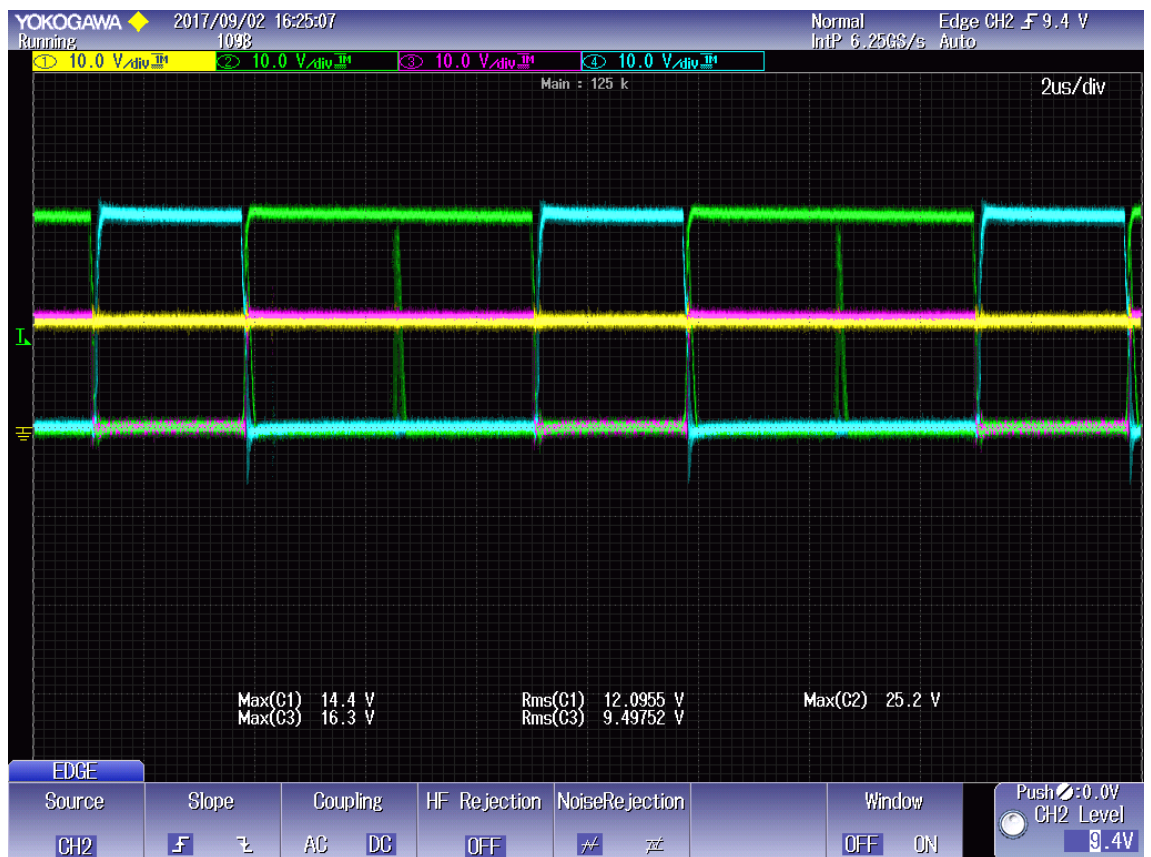 YOKOGAWA 2017/09/02 16:25:07 Normal Edge CH2 9.4 V
Running 1098 IntP 6.25GS/s Auto
1 10.0 V/div 1M 2 10.0 V/div 1M 3 10.0 V/div 1M 4 10.0 V/div 1M
Main : 125 k
2us/div
T
Max(C1) 14.4 V Rms(C1) 12.0955 V Max(C2) 25.2 V
Max(C3) 16.3 V Rms(C3) 9.49752 V
EDGE
Source Slope Coupling HF Rejection NoiseRejection Window Push:0.0V
CH2 Level
CH2 AC DC OFF OFF ON 9.4V